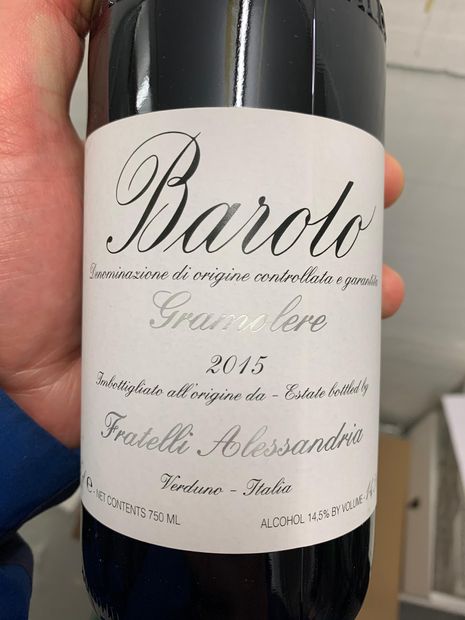 Barolo
Denominazione di origine controllata e garantita
Gramolere
2015
Imbottigliato all'origine da - Estate bottled by
Fratelli Alessandria
Verduno - Italia
e - NET CONTENTS 750 ML
ALCOHOL 14,5% BY VOLUME -